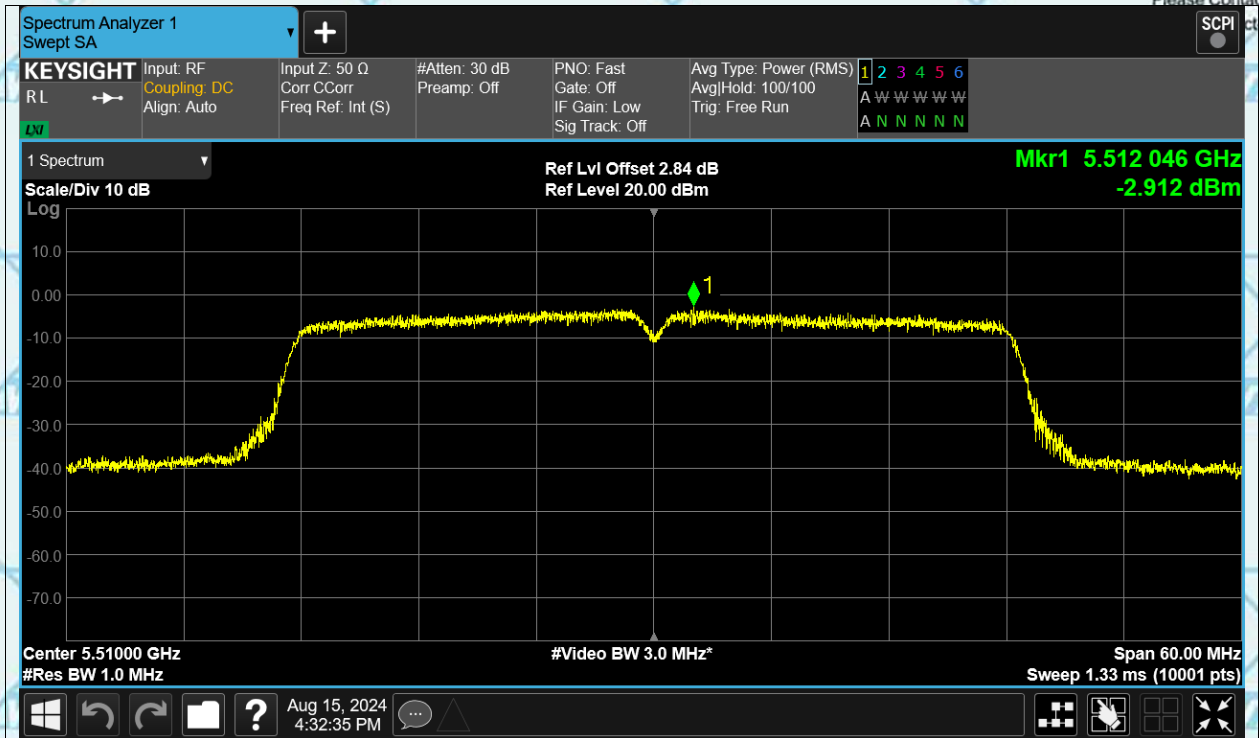 Please Conta
Spectrum Analyzer 1
Swept SA
+
SCPI
ct
KEYSIGHT
RL
LXI
Input: RF
Coupling: DC
Align: Auto
Input Z: 50 Ω
Corr CCorr
Freq Ref: Int (S)
#Atten: 30 dB
Preamp: Off
PNO: Fast
Gate: Off
IF Gain: Low
Sig Track: Off
Avg Type: Power (RMS)
Avg|Hold: 100/100
Trig: Free Run
1 2 3 4 5 6
A W W W W W
A N N N N N
1 Spectrum
Scale/Div 10 dB
Log
Ref Lvl Offset 2.84 dB
Ref Level 20.00 dBm
Mkr1 5.512 046 GHz
-2.912 dBm
10.0
0.00
-10.0
-20.0
-30.0
-40.0
-50.0
-60.0
-70.0
1
Center 5.51000 GHz
#Res BW 1.0 MHz
#Video BW 3.0 MHz*
Span 60.00 MHz
Sweep 1.33 ms (10001 pts)
?
Aug 15, 2024
4:32:35 PM